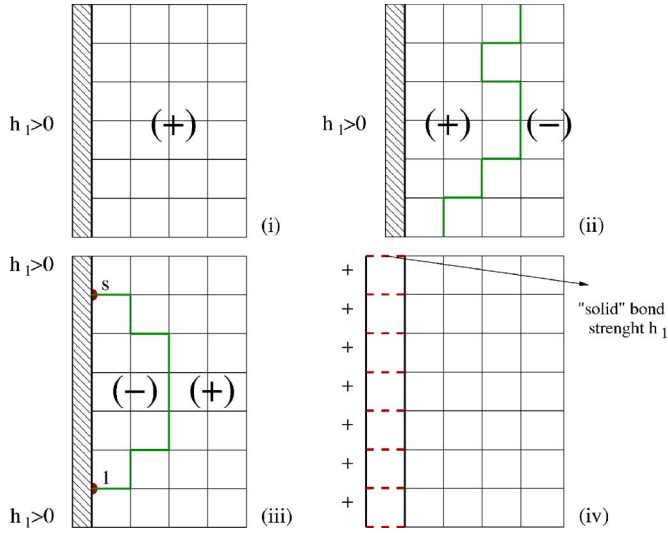 h 1>0
(+)
(i)
h 1>0
(+)
(−)
(ii)
h 1>0
s
(−)
(+)
1
h 1>0
(iii)
+
+
+
+
+
+
+
"solid" bond
strenght h 1
(iv)